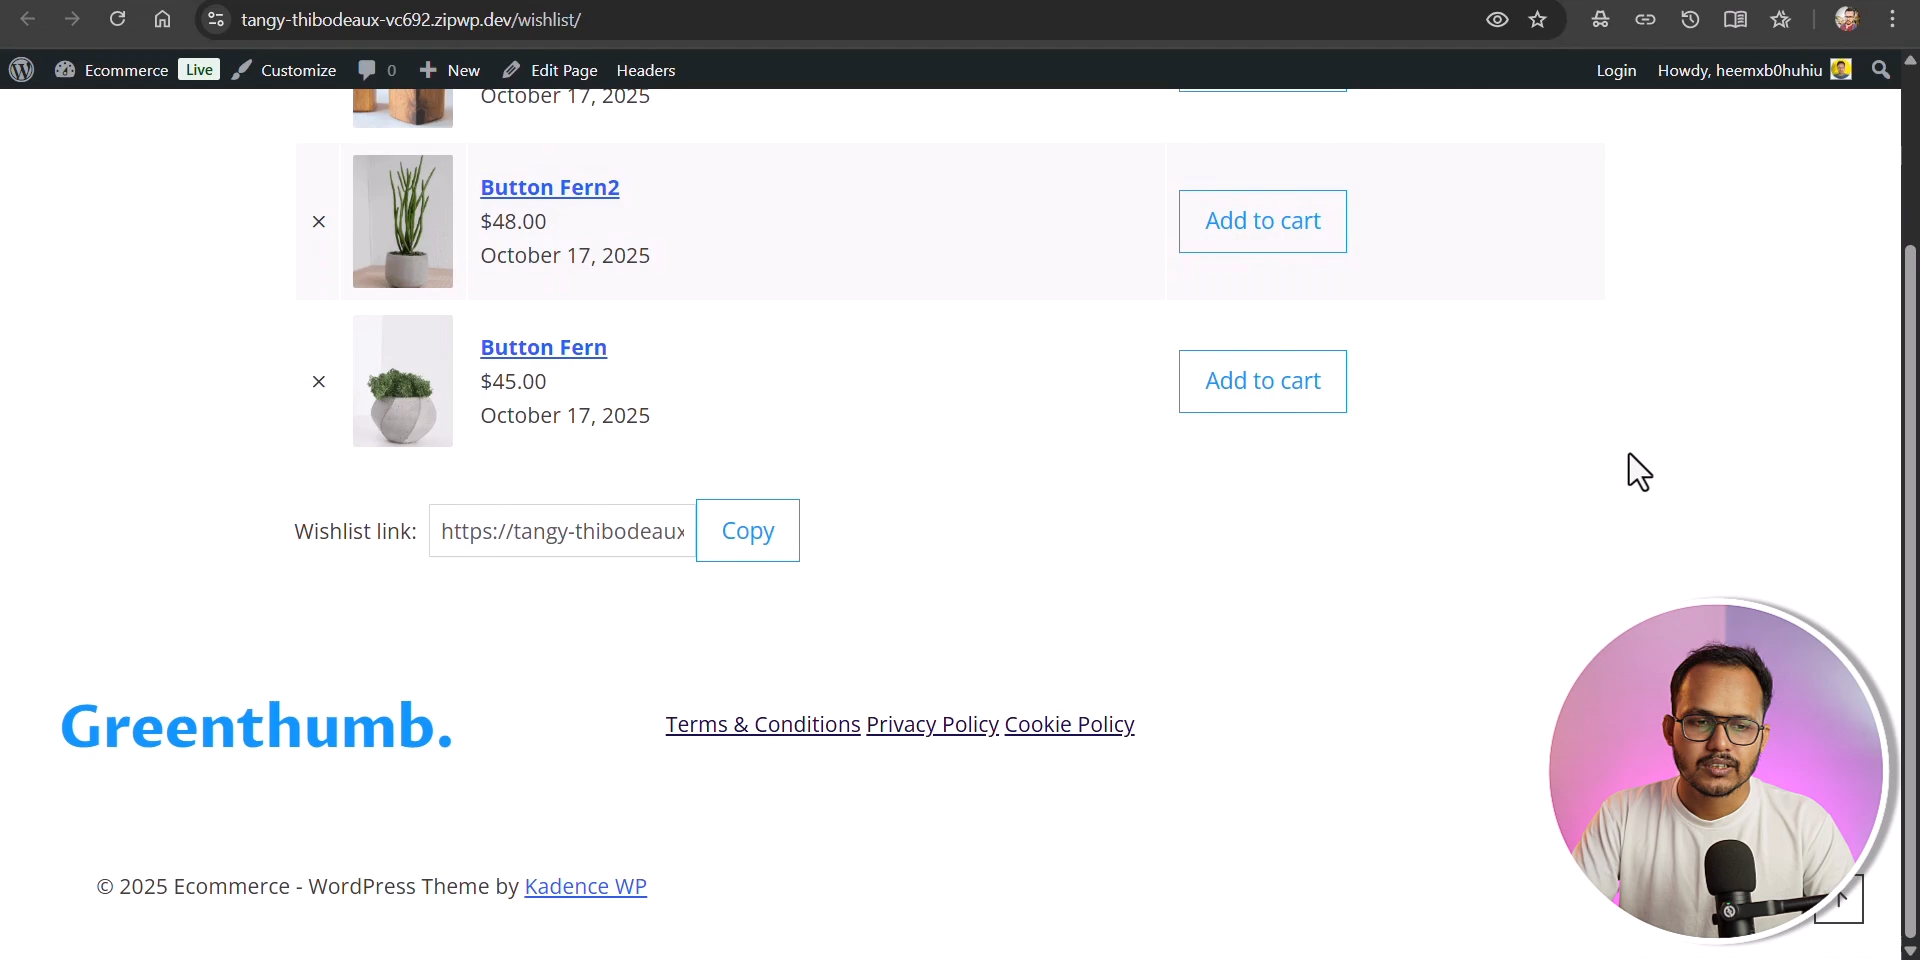 tangy-thibodeaux-vc692.zipwp.dev/wishlist/
Ecommerce Live Customize 0 New Edit Page Headers Login Howdy, heemxb0huhiu
October 17, 2025
Button Fern2
$48.00
October 17, 2025
Add to cart
Button Fern
$45.00
October 17, 2025
Add to cart
Wishlist link: https://tangy-thibodeaux Copy
Greenthumb.
Terms & Conditions Privacy Policy Cookie Policy
© 2025 Ecommerce - WordPress Theme by Kadence WP